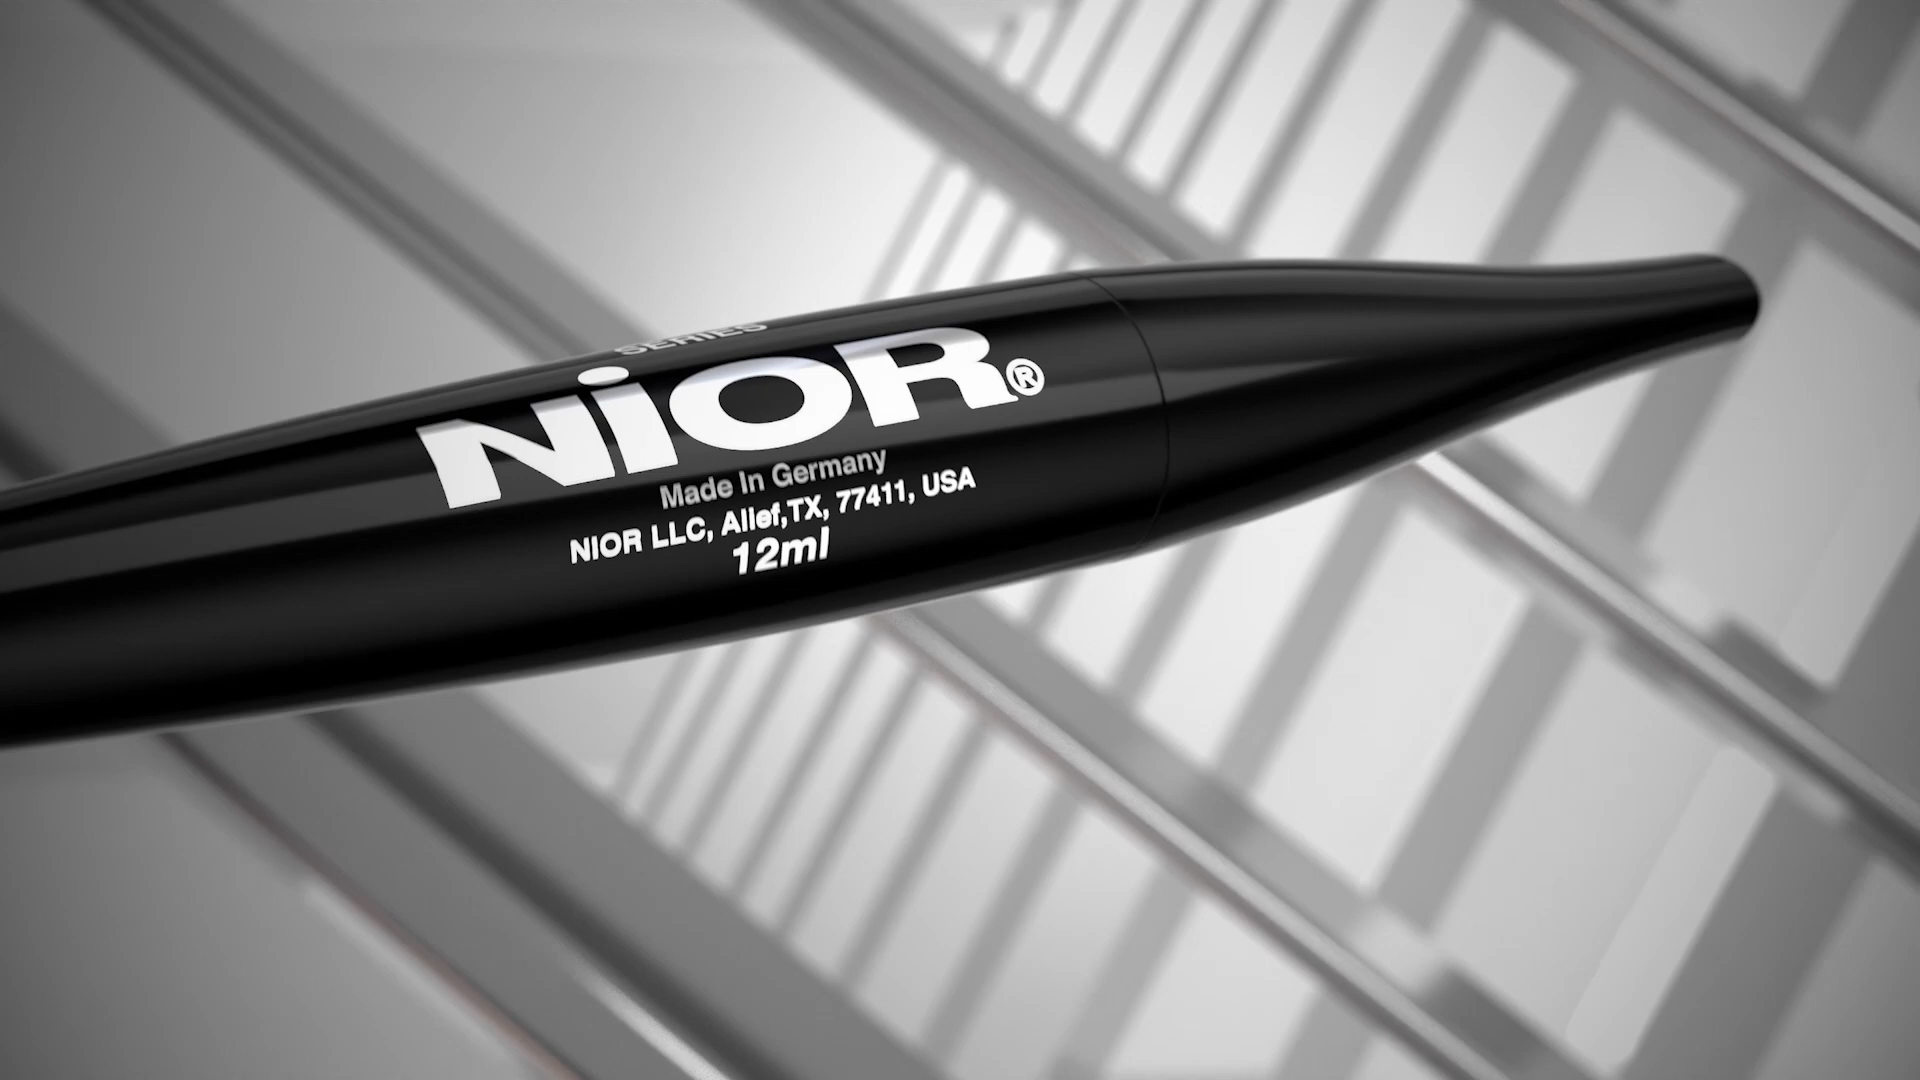 SERIES
NiOR®
Made In Germany
NIOR LLC, Alief,TX, 77411, USA
12ml